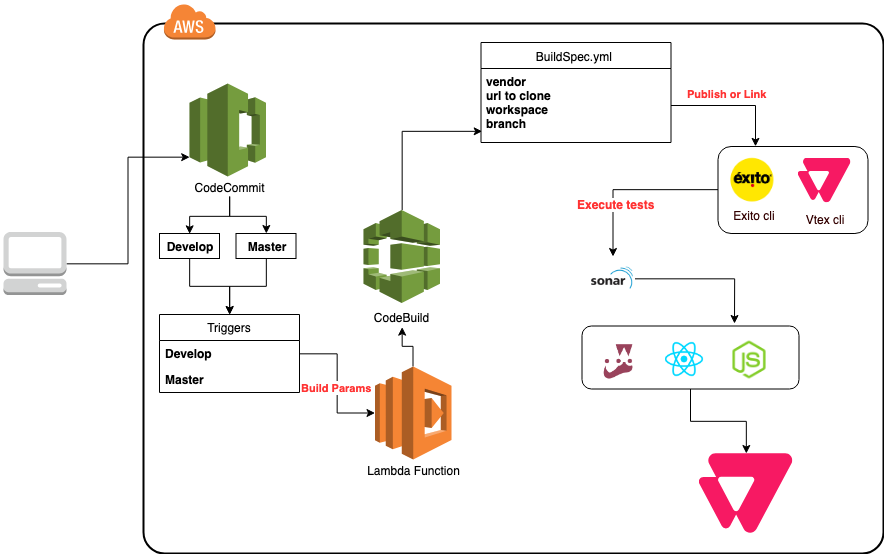 AWS
CodeCommit
Develop
Master
Triggers
Develop
Master
Build Params
Lambda Function
CodeBuild
BuildSpec.yml
vendor
url to clone
workspace
branch
Publish or Link
éxito
Exito cli
Vtex cli
Execute tests
sonar
JS